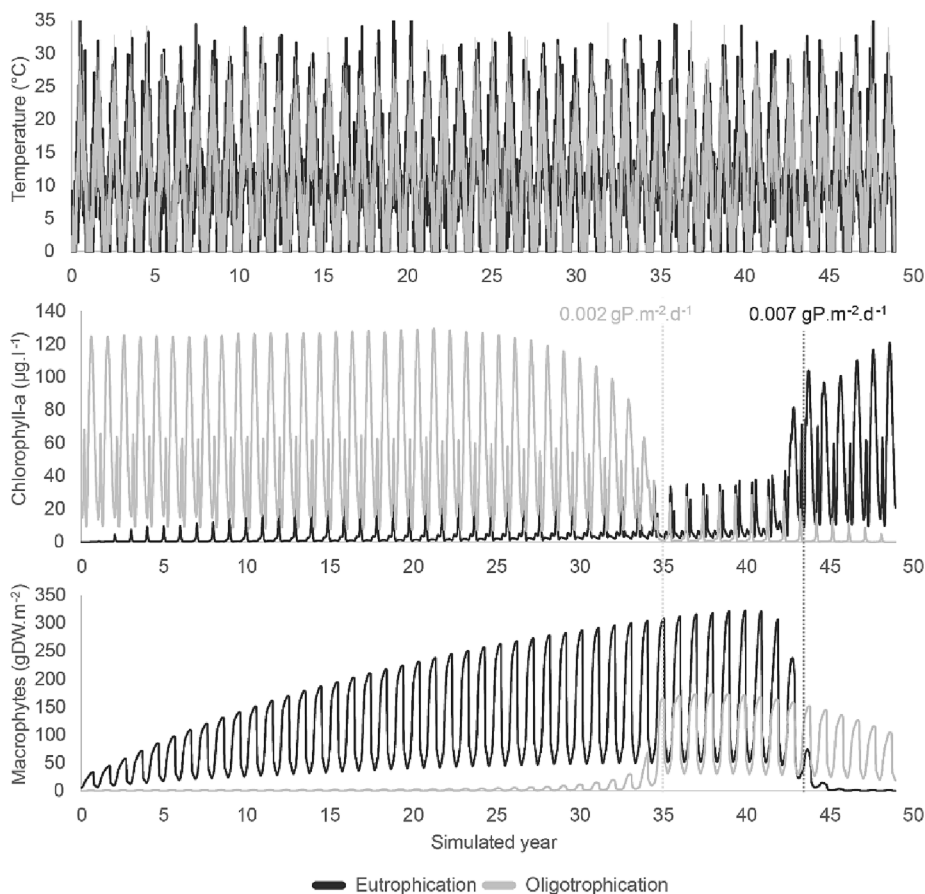 35
30
25
20
15
10
5
0
Temperature (°C)
0 5 10 15 20 25 30 35 40 45 50
0.002 gP.m⁻².d⁻¹ 0.007 gP.m⁻².d⁻¹
140
120
100
80
60
40
20
0
Chlorophyll-a (µg.l⁻¹)
0 5 10 15 20 25 30 35 40 45 50
350
300
250
200
150
100
50
0
Macrophytes (gDW.m⁻²)
0 5 10 15 20 25 30 35 40 45 50
Simulated year
Eutrophication Oligotrophication